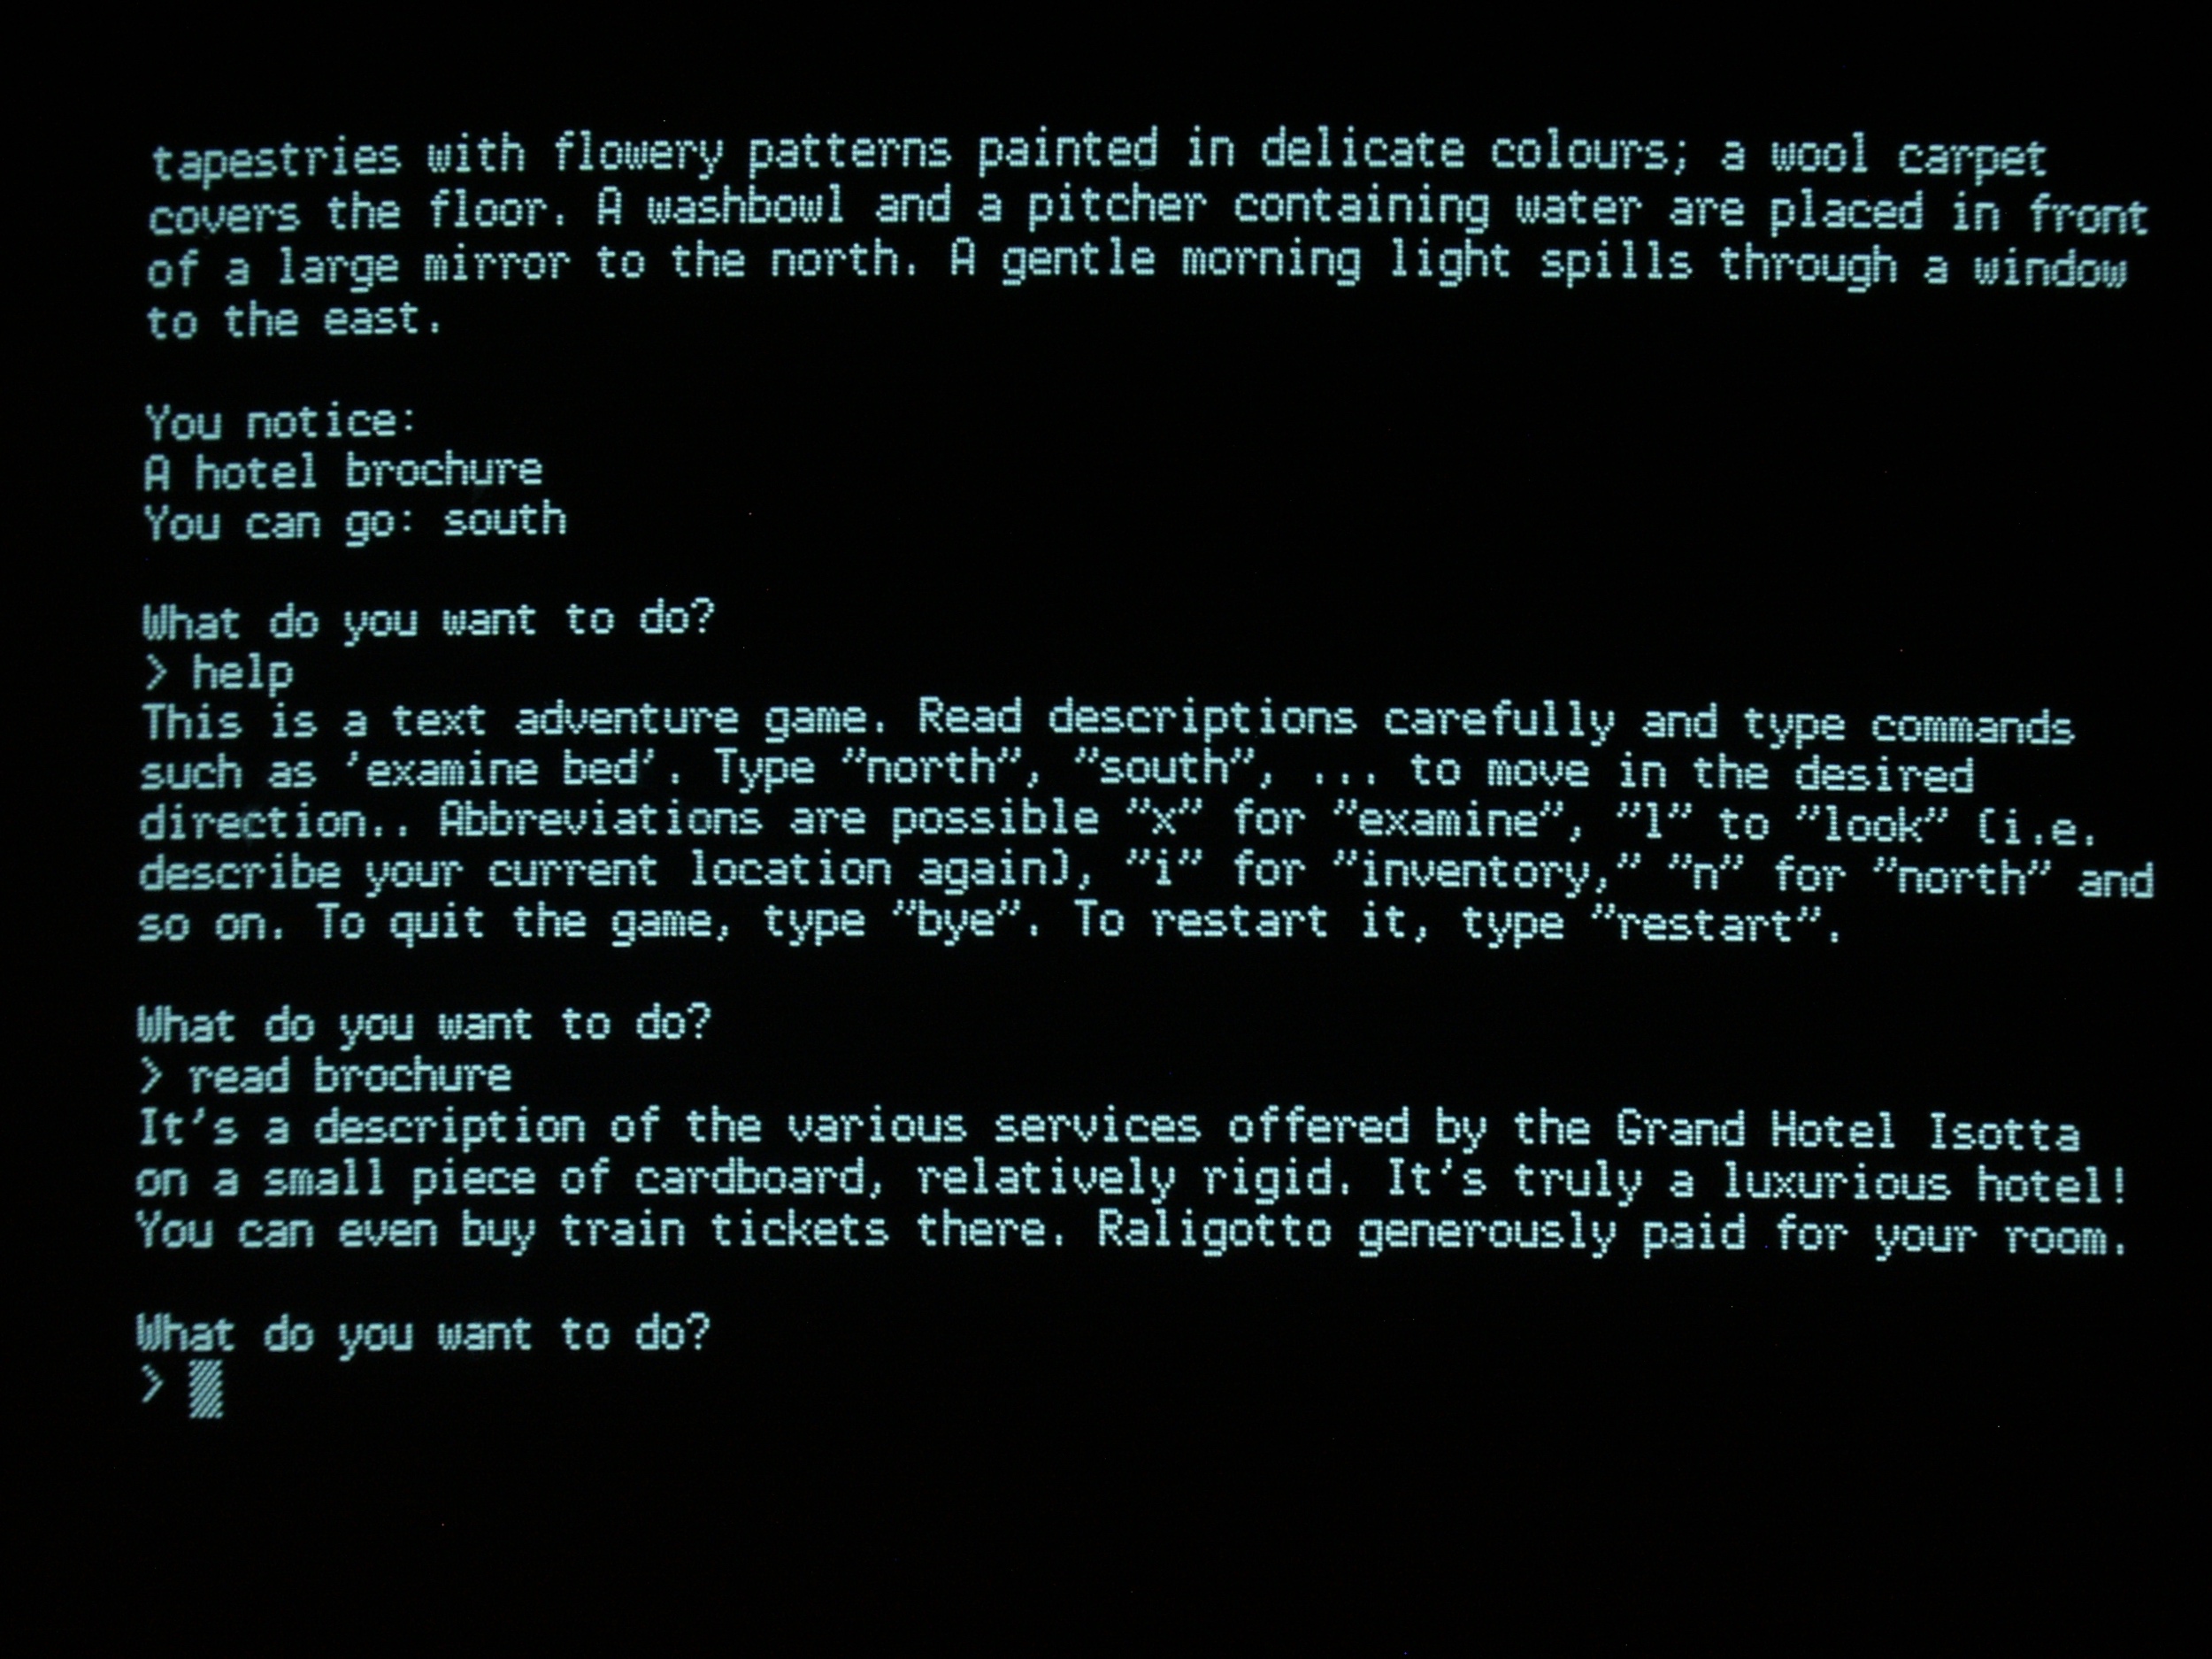 tapestries with flowery patterns painted in delicate colours; a wool carpet
covers the floor. A washbowl and a pitcher containing water are placed in front
of a large mirror to the north. A gentle morning light spills through a window
to the east.
You notice:
A hotel brochure
You can go: south
What do you want to do?
> help
This is a text adventure game. Read descriptions carefully and type commands
such as 'examine bed'. Type "north", "south", ... to move in the desired
direction.. Abbreviations are possible "x" for "examine", "l" to "look" (i.e.
describe your current location again), "i" for "inventory," "n" for "north" and
so on. To quit the game, type "bye". To restart it, type "restart".
What do you want to do?
> read brochure
It's a description of the various services offered by the Grand Hotel Isotta
on a small piece of cardboard, relatively rigid. It's truly a luxurious hotel!
You can even buy train tickets there. Raligotto generously paid for your room.
What do you want to do?
>